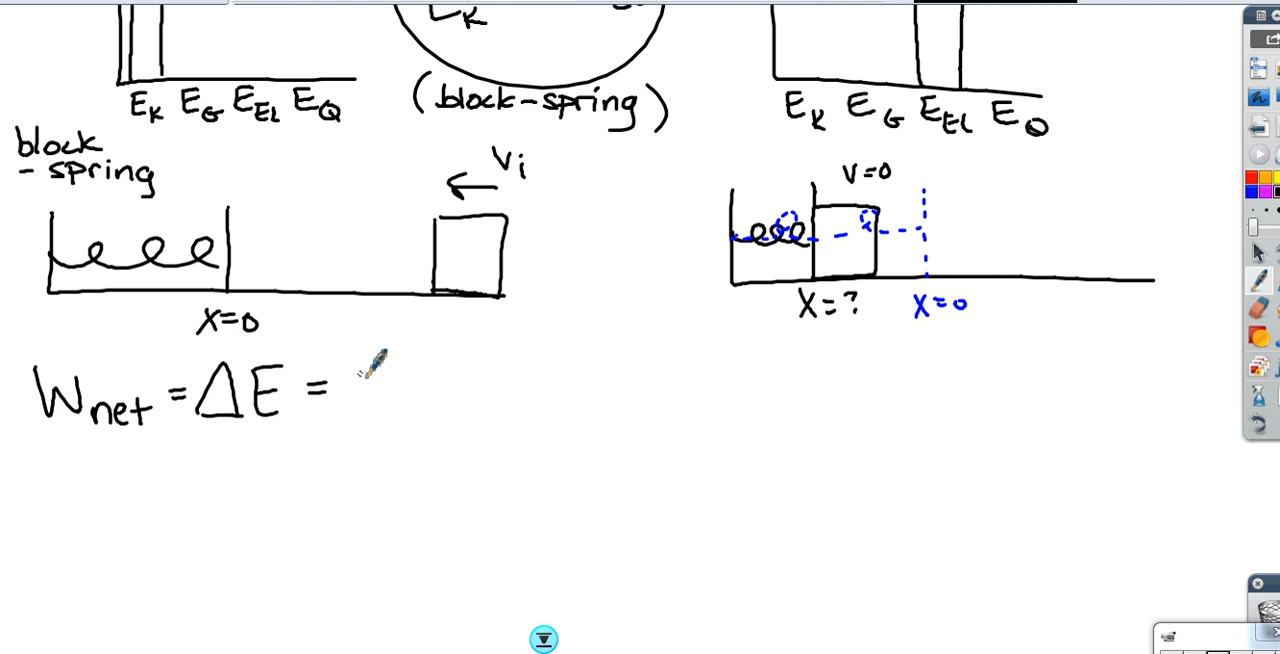 E_K E_G E_EL E_Q
(block-spring)
E_K E_G E_EL E_Q
block
- spring
v_i
x=0
v=0
x=?
x=0
W_net = ΔE =